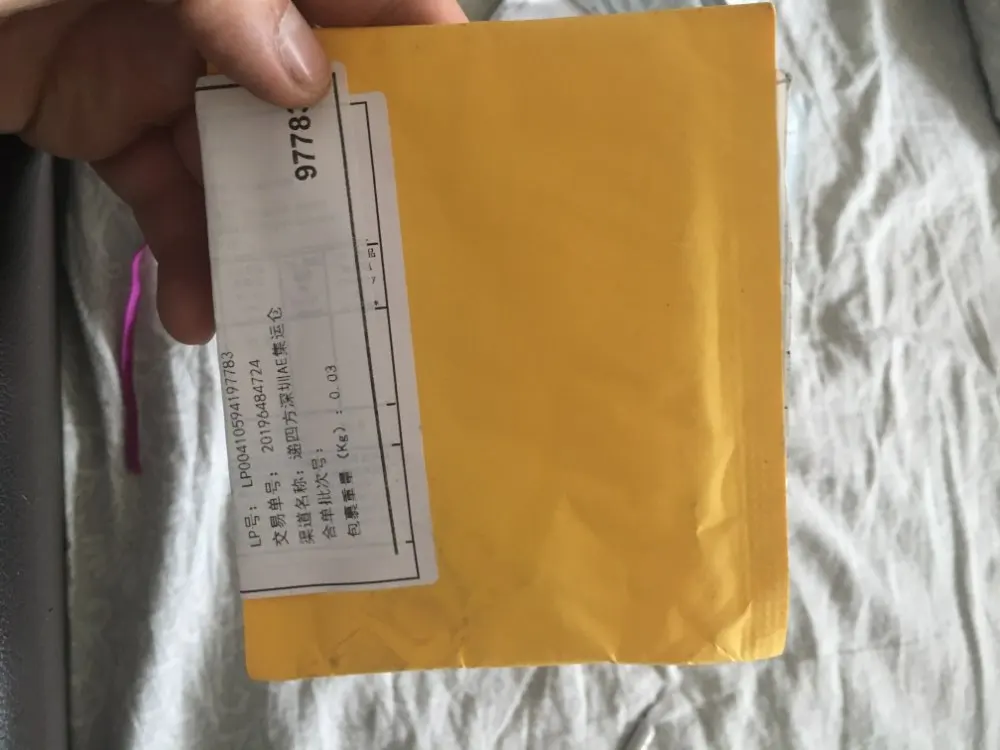 LP号: LP00410594197783
交易单号: 20196484724
渠道名称: 递四方深圳AE集运仓
合单批次号:
包裹重量 (Kg) : 0.03
97783